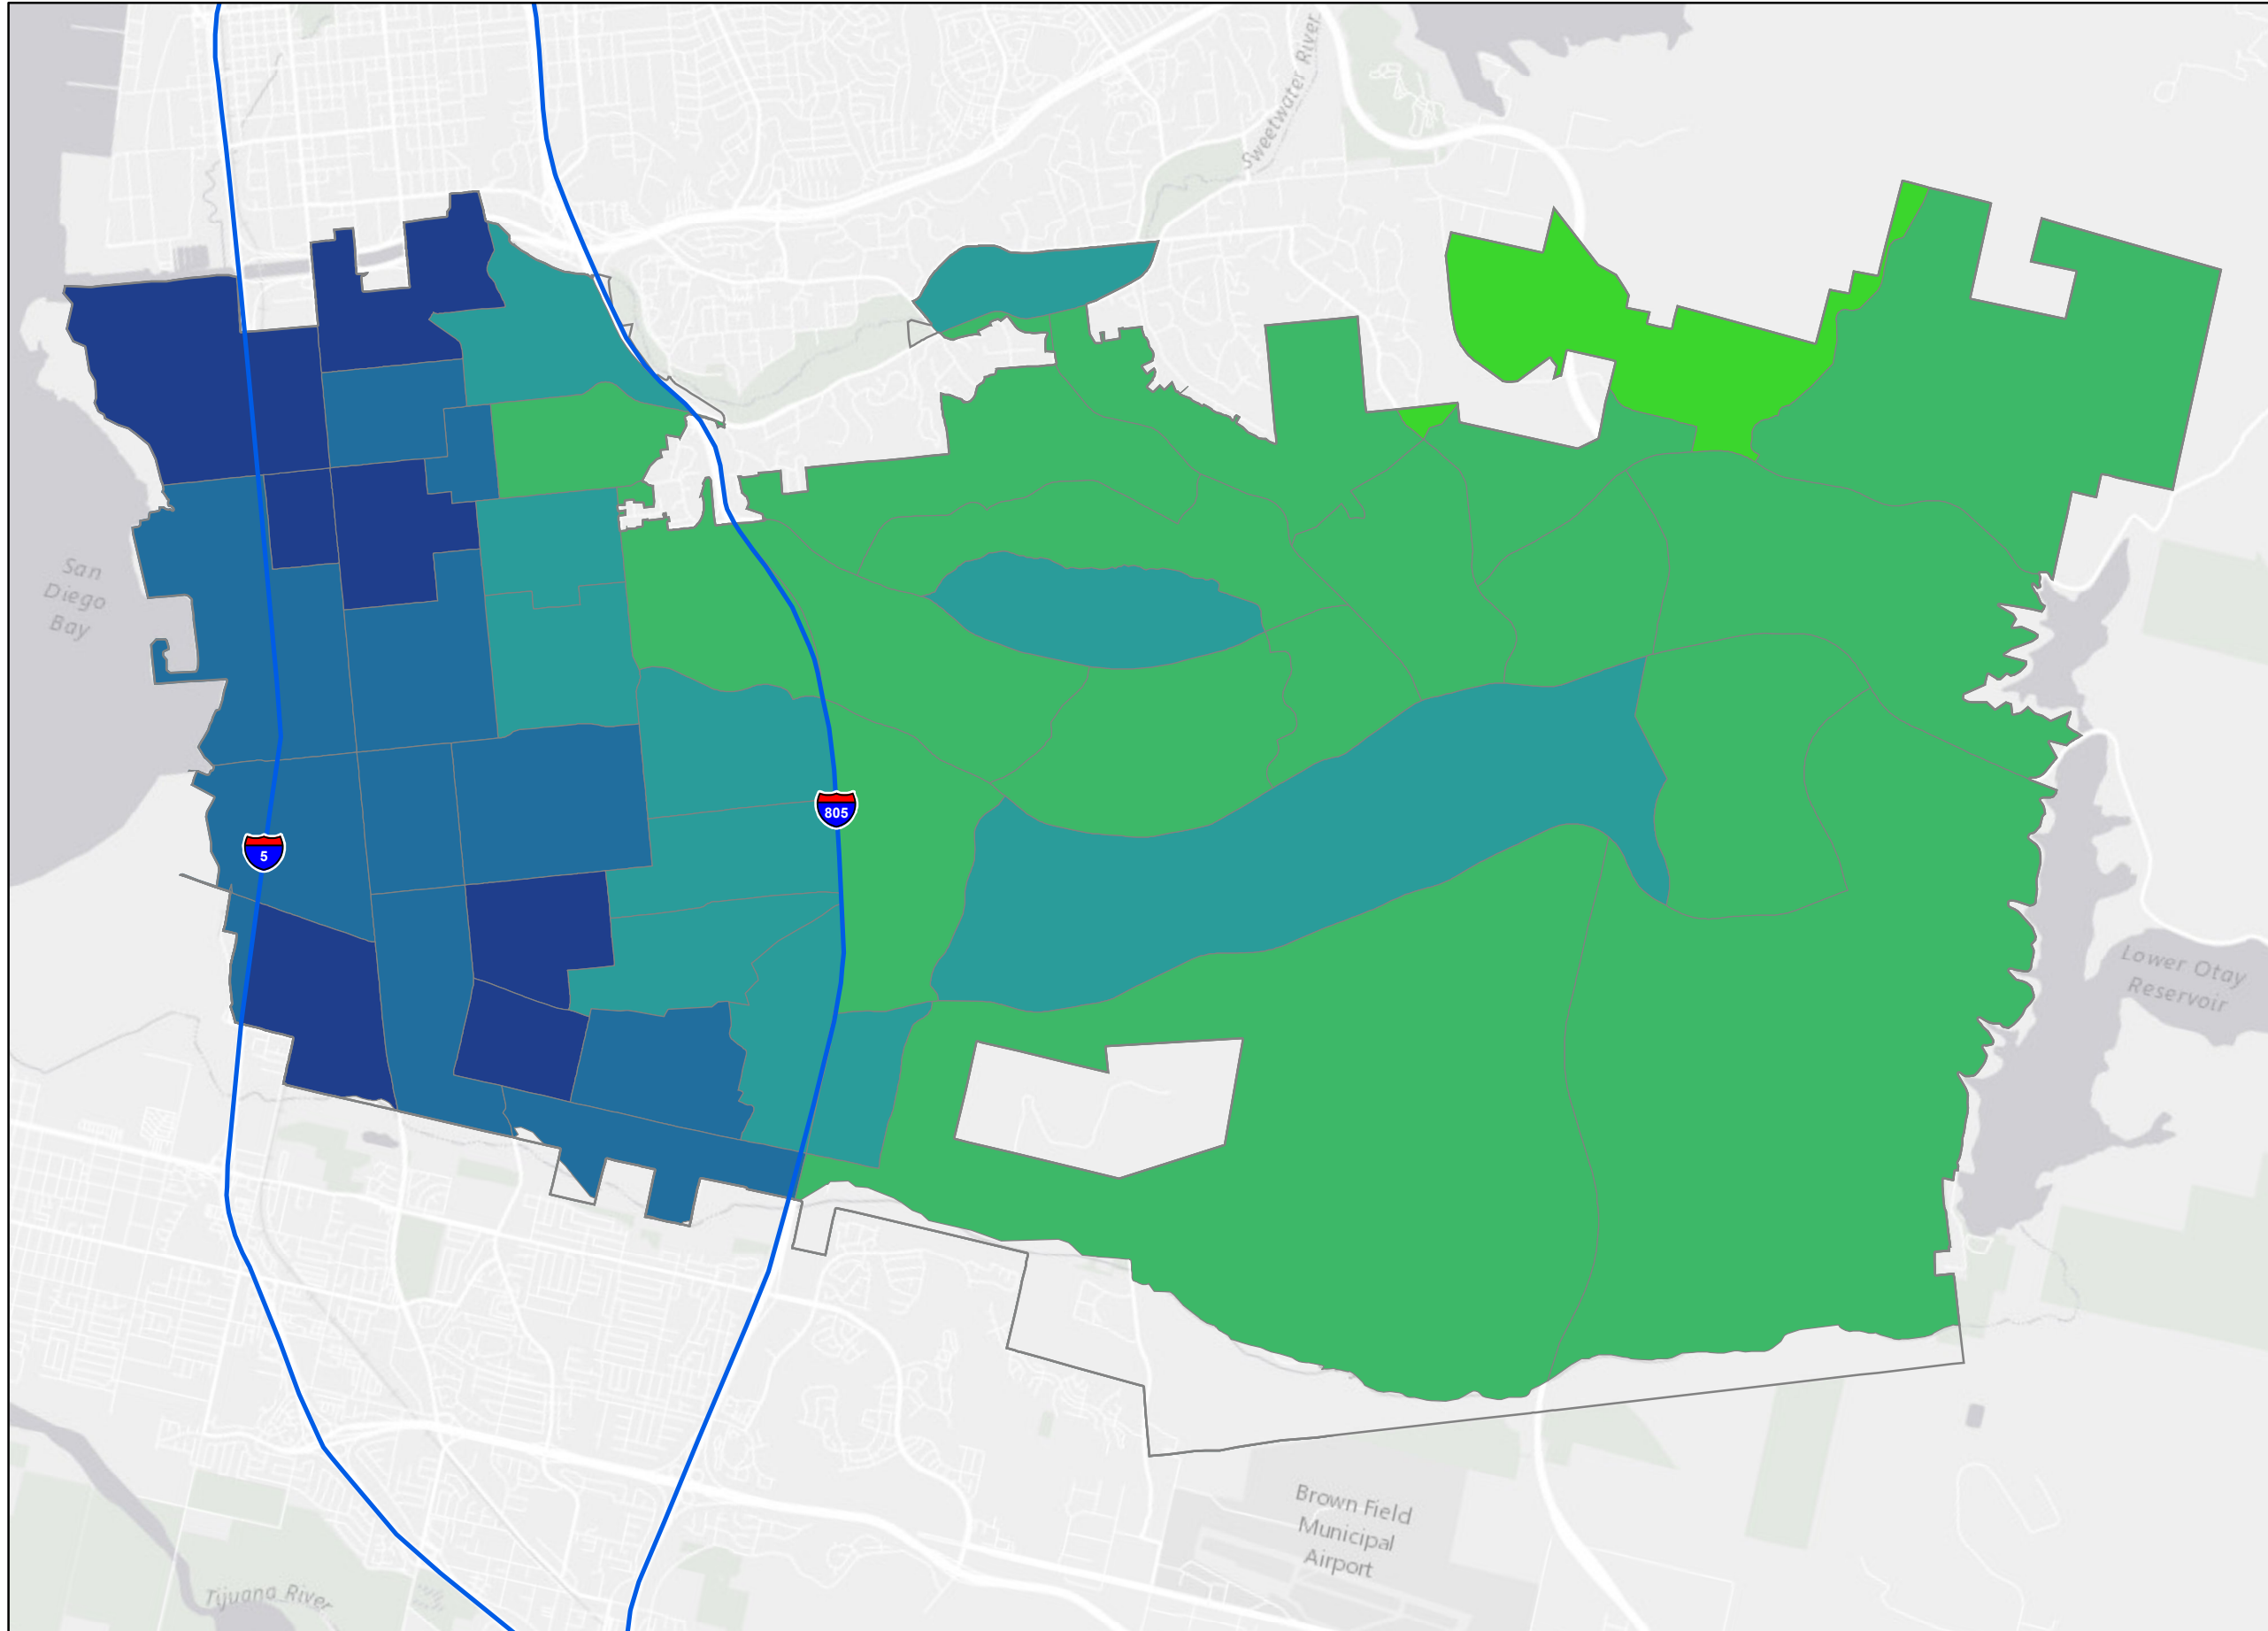 Sweetwater River
San
Diego
Bay
805
5
Lower Otay
Reservoir
Brown Field
Municipal
Airport
Tijuana River